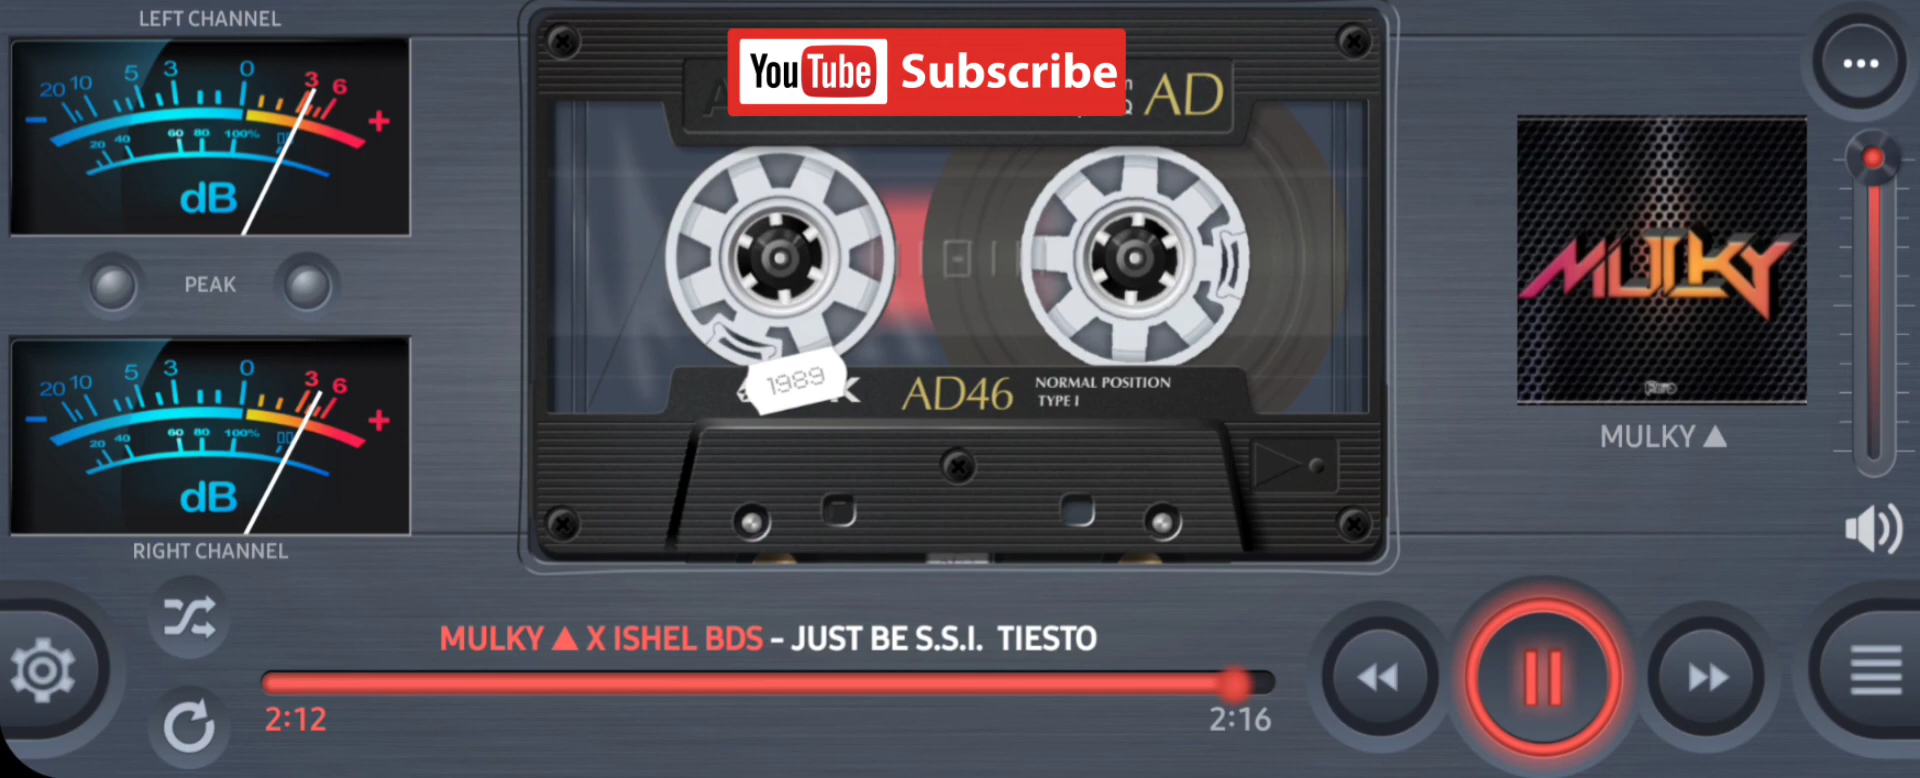 LEFT CHANNEL
20 10 5 3 0 3 6
- +
20 40 60 80 100%
dB
PEAK
20 10 5 3 0 3 6
- +
20 40 60 80 100%
dB
RIGHT CHANNEL
YouTube Subscribe
AD
1989
AD46 NORMAL POSITION
TYPE I
MULKY
MULKY ▲
MULKY ▲ X ISHEL BDS - JUST BE S.S.I. TIESTO
2:12
2:16